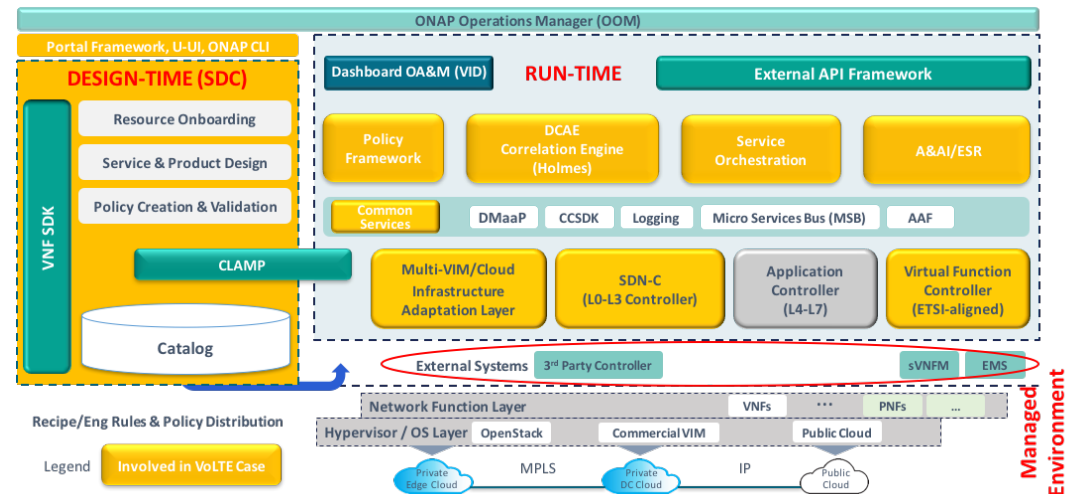 ONAP Operations Manager (OOM)
Portal Framework, U-UI, ONAP CLI
DESIGN-TIME (SDC)
VNF SDK
Resource Onboarding
Service & Product Design
Policy Creation & Validation
CLAMP
Catalog
Dashboard OA&M (VID)
RUN-TIME
External API Framework
Policy
Framework
DCAE
Correlation Engine
(Holmes)
Service
Orchestration
A&AI/ESR
Common
Services
DMaaP
CCSDK
Logging
Micro Services Bus (MSB)
AAF
Multi-VIM/Cloud
Infrastructure
Adaptation Layer
SDN-C
(L0-L3 Controller)
Application
Controller
(L4-L7)
Virtual Function
Controller
(ETSI-aligned)
External Systems
3rd Party Controller
sVNFM
EMS
Recipe/Eng Rules & Policy Distribution
Legend
Involved in VoLTE Case
Network Function Layer
VNFs
...
PNFs
...
Hypervisor / OS Layer
OpenStack
Commercial VIM
Public Cloud
Private
Edge Cloud
MPLS
Private
DC Cloud
IP
Public
Cloud
Managed
Environment